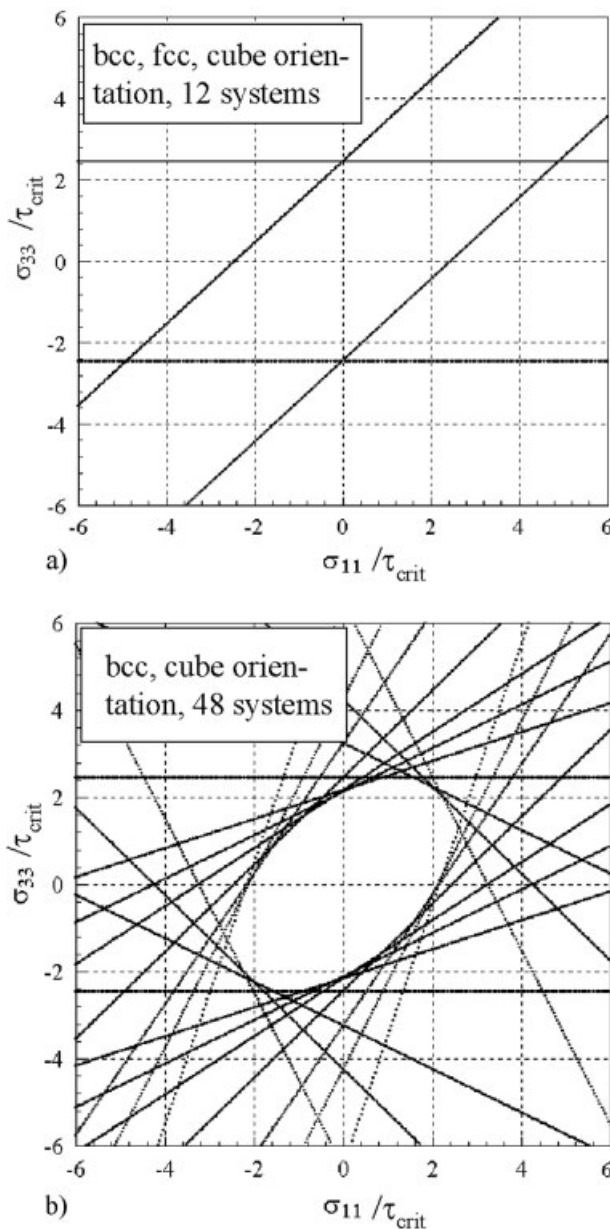 6
4
2
0
-2
-4
-6
σ33 /τcrit
bcc, fcc, cube orien-
tation, 12 systems
-6 -4 -2 0 2 4 6
a)
σ11 /τcrit
6
4
2
0
-2
-4
-6
σ33 /τcrit
bcc, cube orien-
tation, 48 systems
-6 -4 -2 0 2 4 6
b)
σ11 /τcrit